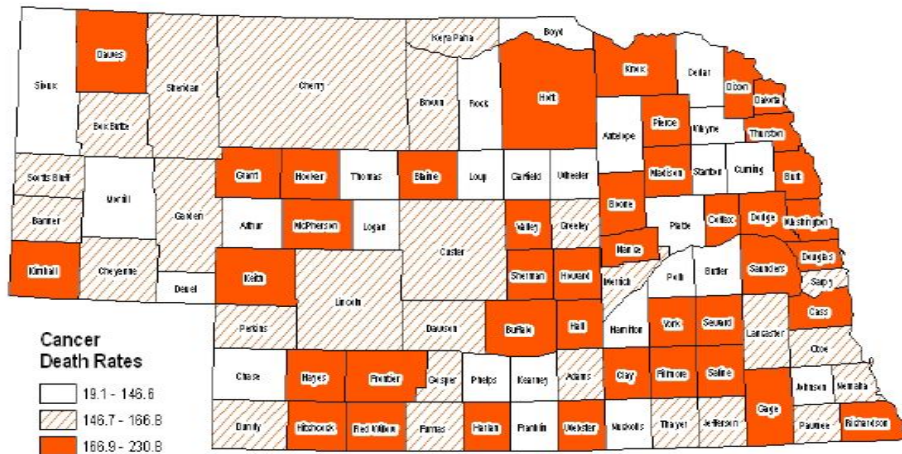 Boyd
Keya Paha
Knox
Dawes
Cedar
Sioux
Sheridan
Cherry
Dixon
Holt
Dakota
Brown
Rock
Pierce
Wayne
Box Butte
Antelope
Thurston
Scotts Bluff
Grant
Hooker
Thomas
Blaine
Loup
Garfield
Wheeler
Madison
Stanton
Cuming
Burt
Morrill
Garden
Banner
Boone
Arthur
McPherson
Logan
Valley
Greeley
Platte
Colfax
Dodge
Washington
Custer
Nance
Douglas
Kimball
Cheyenne
Keith
Sherman
Howard
Merrick
Polk
Butler
Saunders
Sarpy
Deuel
Lincoln
Cass
Perkins
Dawson
Buffalo
Hall
Hamilton
York
Seward
Lancaster
Otoe
Cancer
Death Rates
Chase
Hayes
Frontier
Gosper
Phelps
Kearney
Adams
Clay
Fillmore
Saline
Johnson
Nemaha
19.1 - 146.6
Gage
146.7 - 166.8
Dundy
Hitchcock
Red Willow
Furnas
Harlan
Franklin
Webster
Nuckolls
Thayer
Jefferson
Pawnee
Richardson
166.9 - 230.8